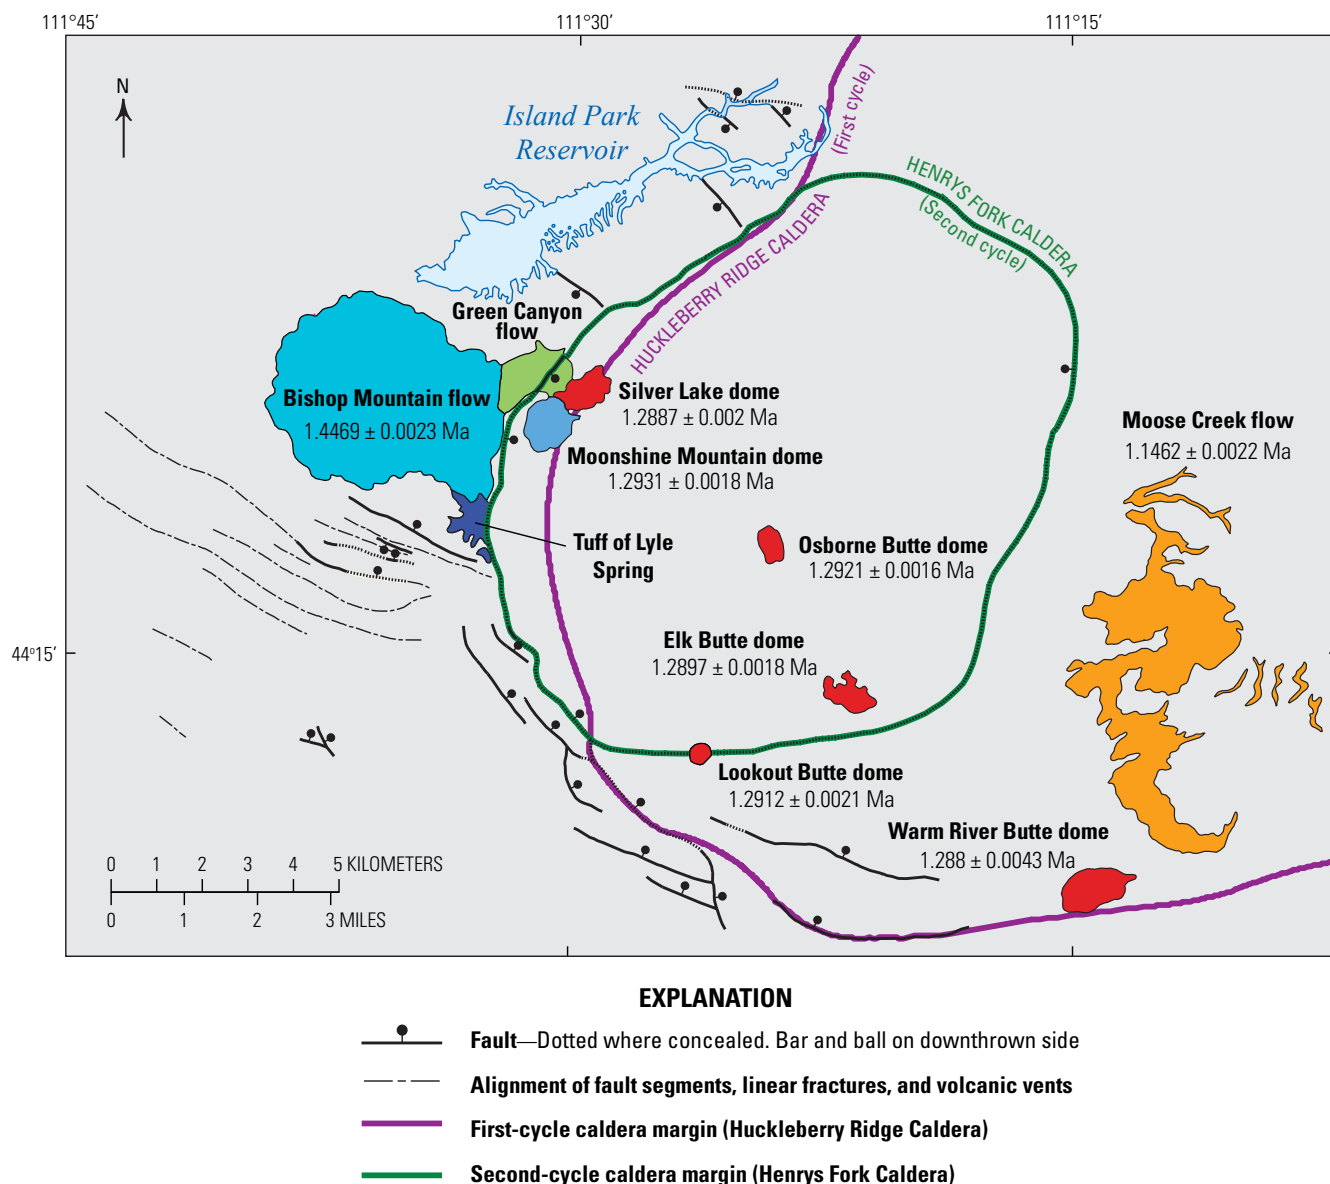 111°45′
111°30′
111°15′
N
Island Park
Reservoir
(First cycle)
HENRYS FORK CALDERA
(Second cycle)
HUCKLEBERRY RIDGE CALDERA
Green Canyon
flow
Bishop Mountain flow
1.4469 ± 0.0023 Ma
Silver Lake dome
1.2887 ± 0.002 Ma
Moose Creek flow
1.1462 ± 0.0022 Ma
Moonshine Mountain dome
1.2931 ± 0.0018 Ma
Tuff of Lyle
Spring
Osborne Butte dome
1.2921 ± 0.0016 Ma
44°15′
Elk Butte dome
1.2897 ± 0.0018 Ma
Lookout Butte dome
1.2912 ± 0.0021 Ma
Warm River Butte dome
1.288 ± 0.0043 Ma
0 1 2 3 4 5 KILOMETERS
0 1 2 3 MILES
EXPLANATION
Fault—Dotted where concealed. Bar and ball on downthrown side
Alignment of fault segments, linear fractures, and volcanic vents
First-cycle caldera margin (Huckleberry Ridge Caldera)
Second-cycle caldera margin (Henrys Fork Caldera)